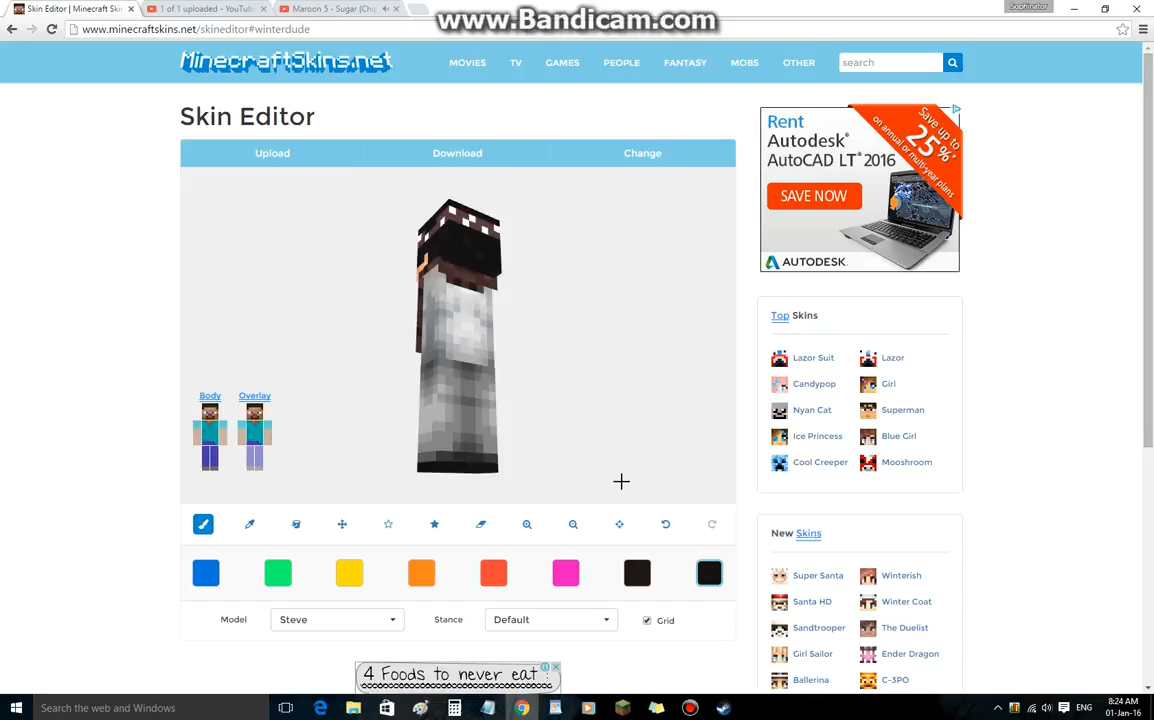 Skin Editor | Minecraft Skin
1 of 1 uploaded - YouTube
Maroon 5 - Sugar (Chip
www.Bandicam.com
Sophinator
www.minecraftskins.net/skineditor#winterdude
MinecraftSkins.net
MOVIES TV GAMES PEOPLE FANTASY MOBS OTHER
search
Skin Editor
Upload Download Change
Body Overlay
Model Steve Stance Default Grid
Rent
Autodesk®
AutoCAD LT® 2016
SAVE NOW
Save up to
25%*
on annual or multi-year plans
AUTODESK.
Top Skins
Lazor Suit Lazor
Candypop Girl
Nyan Cat Superman
Ice Princess Blue Girl
Cool Creeper Mooshroom
New Skins
Super Santa Winterish
Santa HD Winter Coat
Sandtrooper The Duelist
Girl Sailor Ender Dragon
Ballerina C-3PO
4 Foods to never eat :
Search the web and Windows
ENG
8:24 AM
01-Jan-16